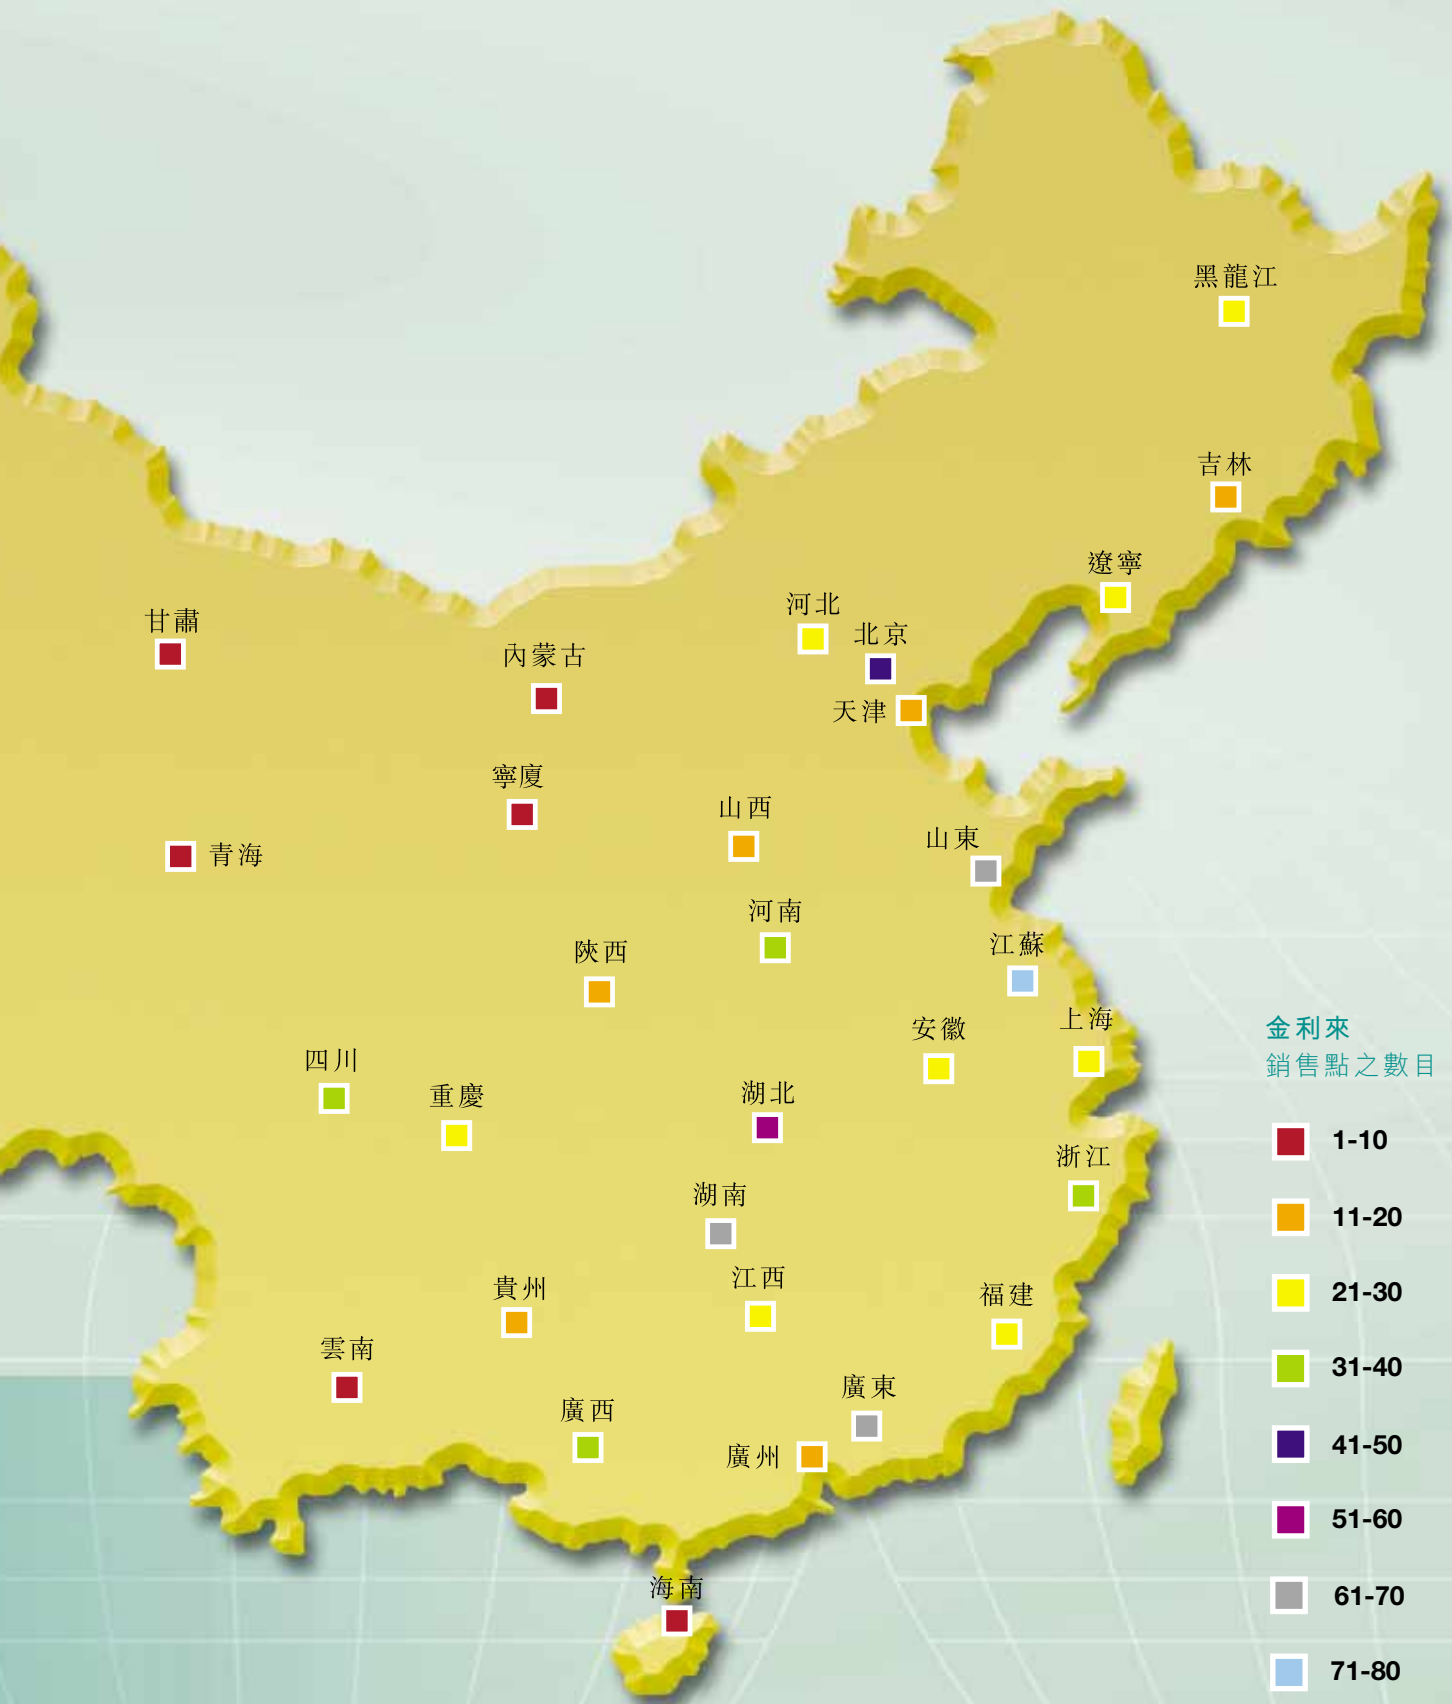 黑龍江
吉林
遼寧
河北
甘肅
北京
內蒙古
天津
寧廈
山西
山東
青海
河南
江蘇
陝西
上海
安徽
四川
重慶
湖北
浙江
湖南
江西
貴州
福建
雲南
廣東
廣西
廣州
海南
金利來
銷售點之數目
1-10
11-20
21-30
31-40
41-50
51-60
61-70
71-80